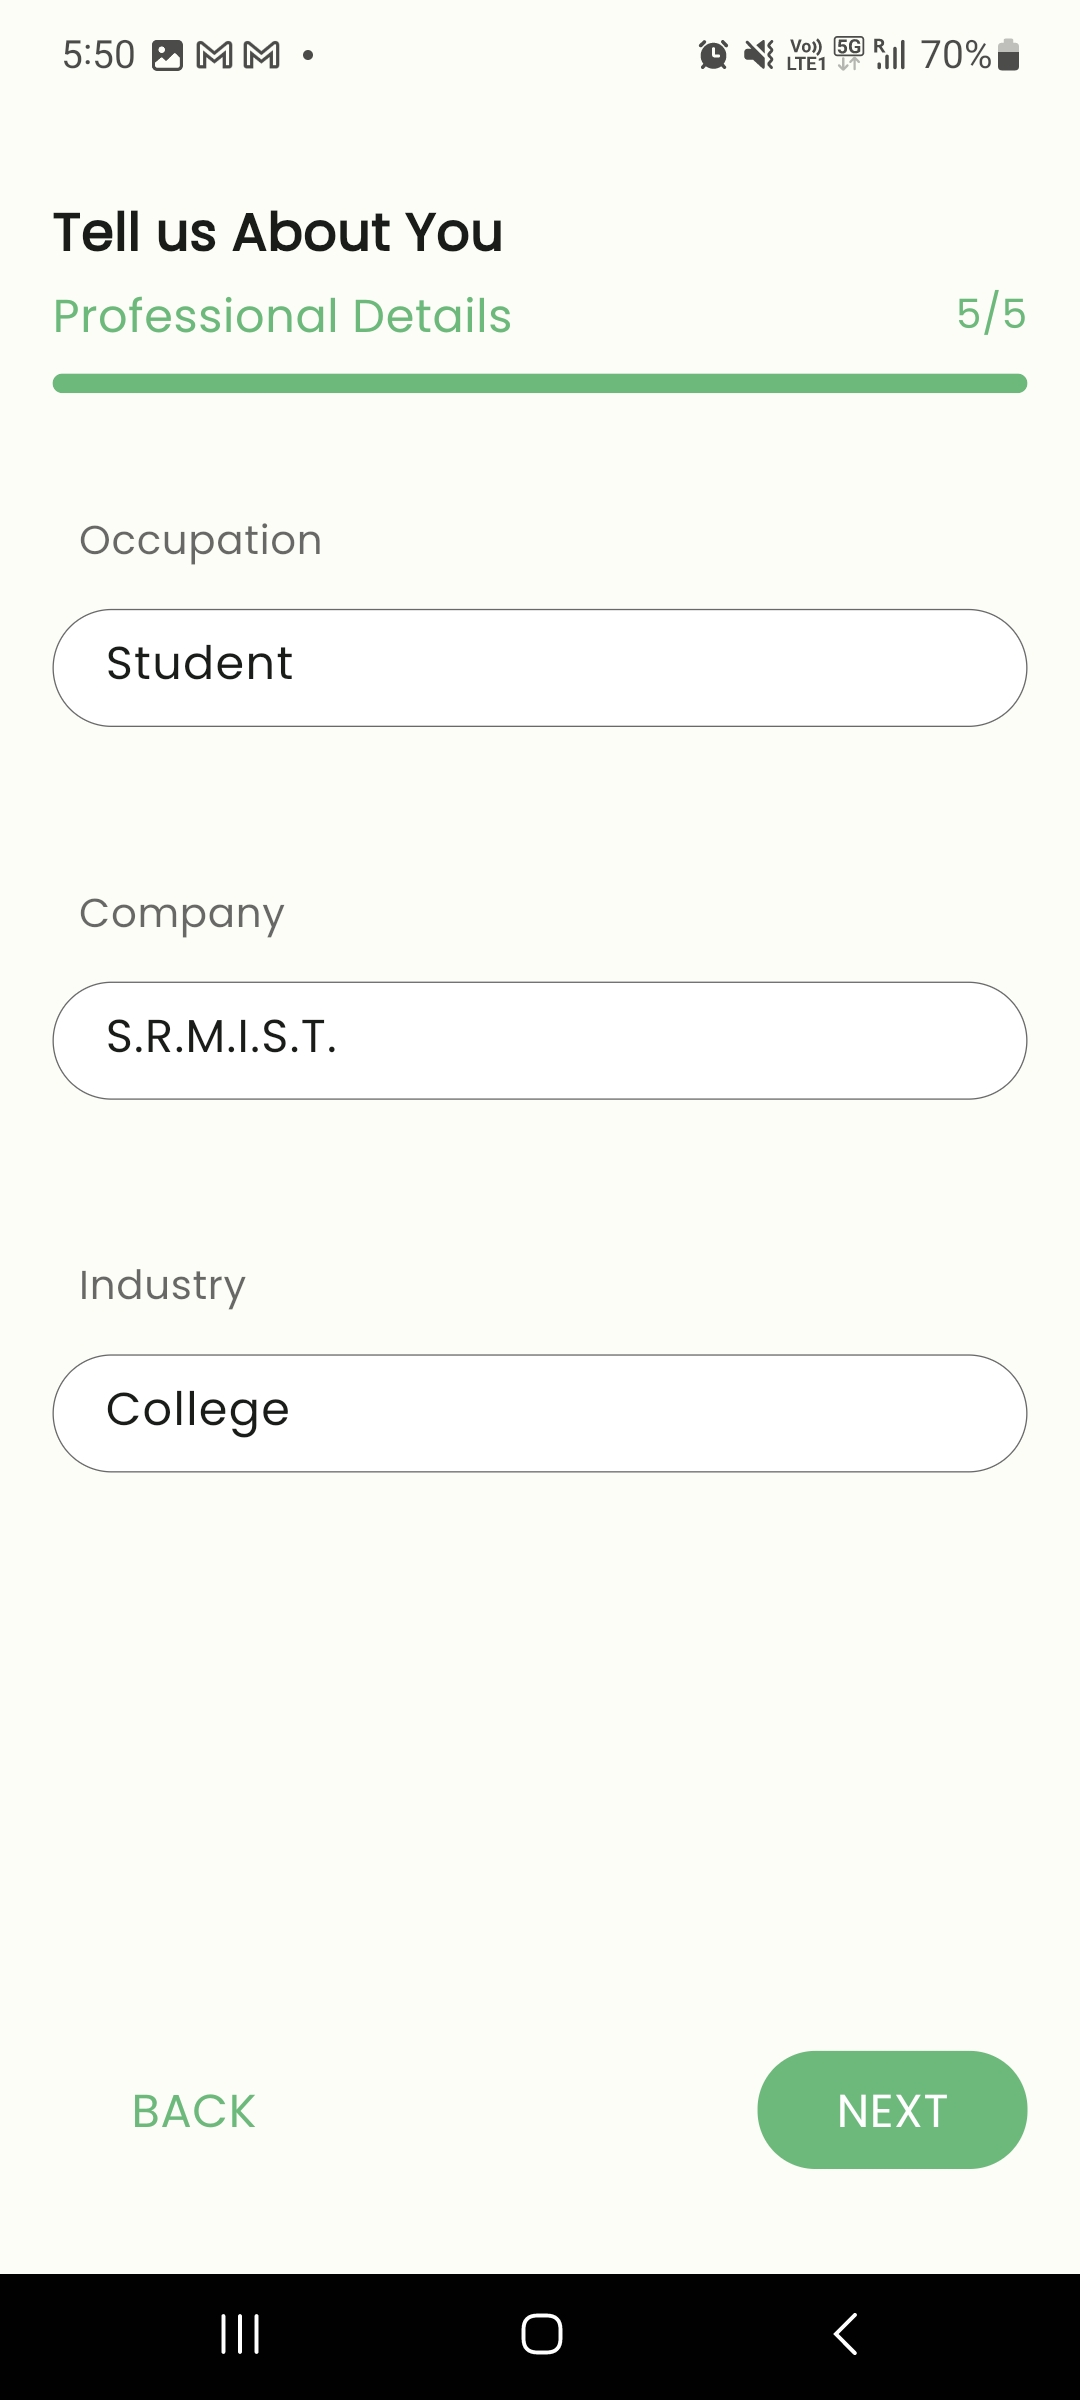 5:50 Vo)) LTE1 5G R 70%
Tell us About You
Professional Details 5/5
Occupation
Student
Company
S.R.M.I.S.T.
Industry
College
BACK NEXT